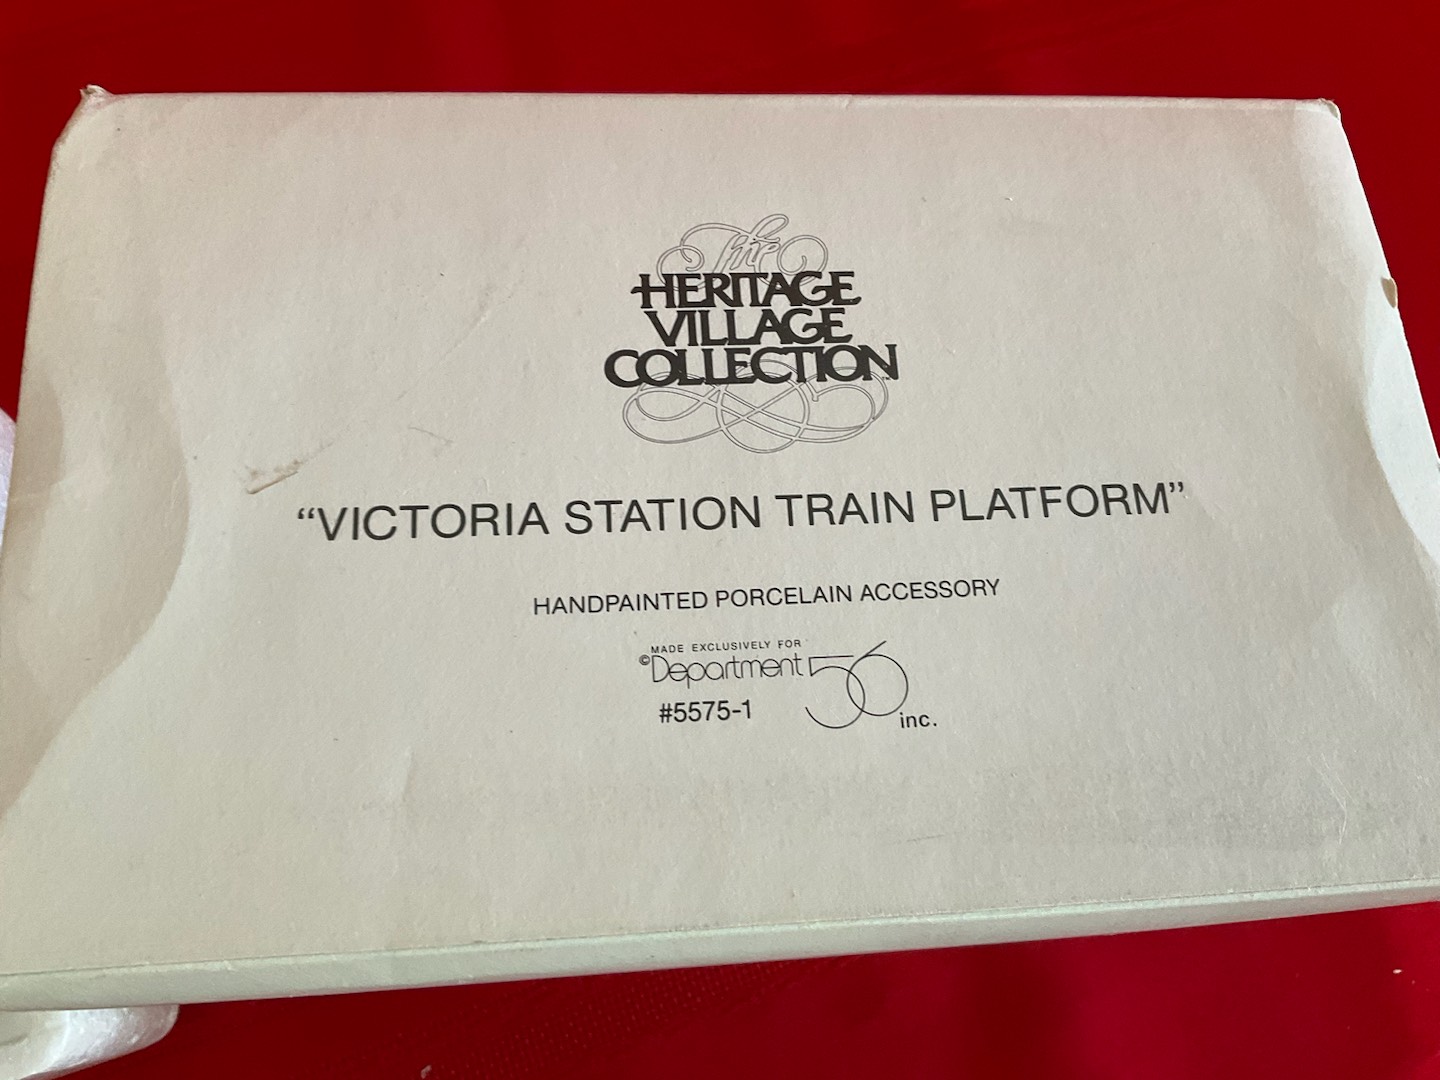 The
HERITAGE
VILLAGE
COLLECTION
“VICTORIA STATION TRAIN PLATFORM”
HANDPAINTED PORCELAIN ACCESSORY
MADE EXCLUSIVELY FOR
©Department 56 inc.
#5575-1